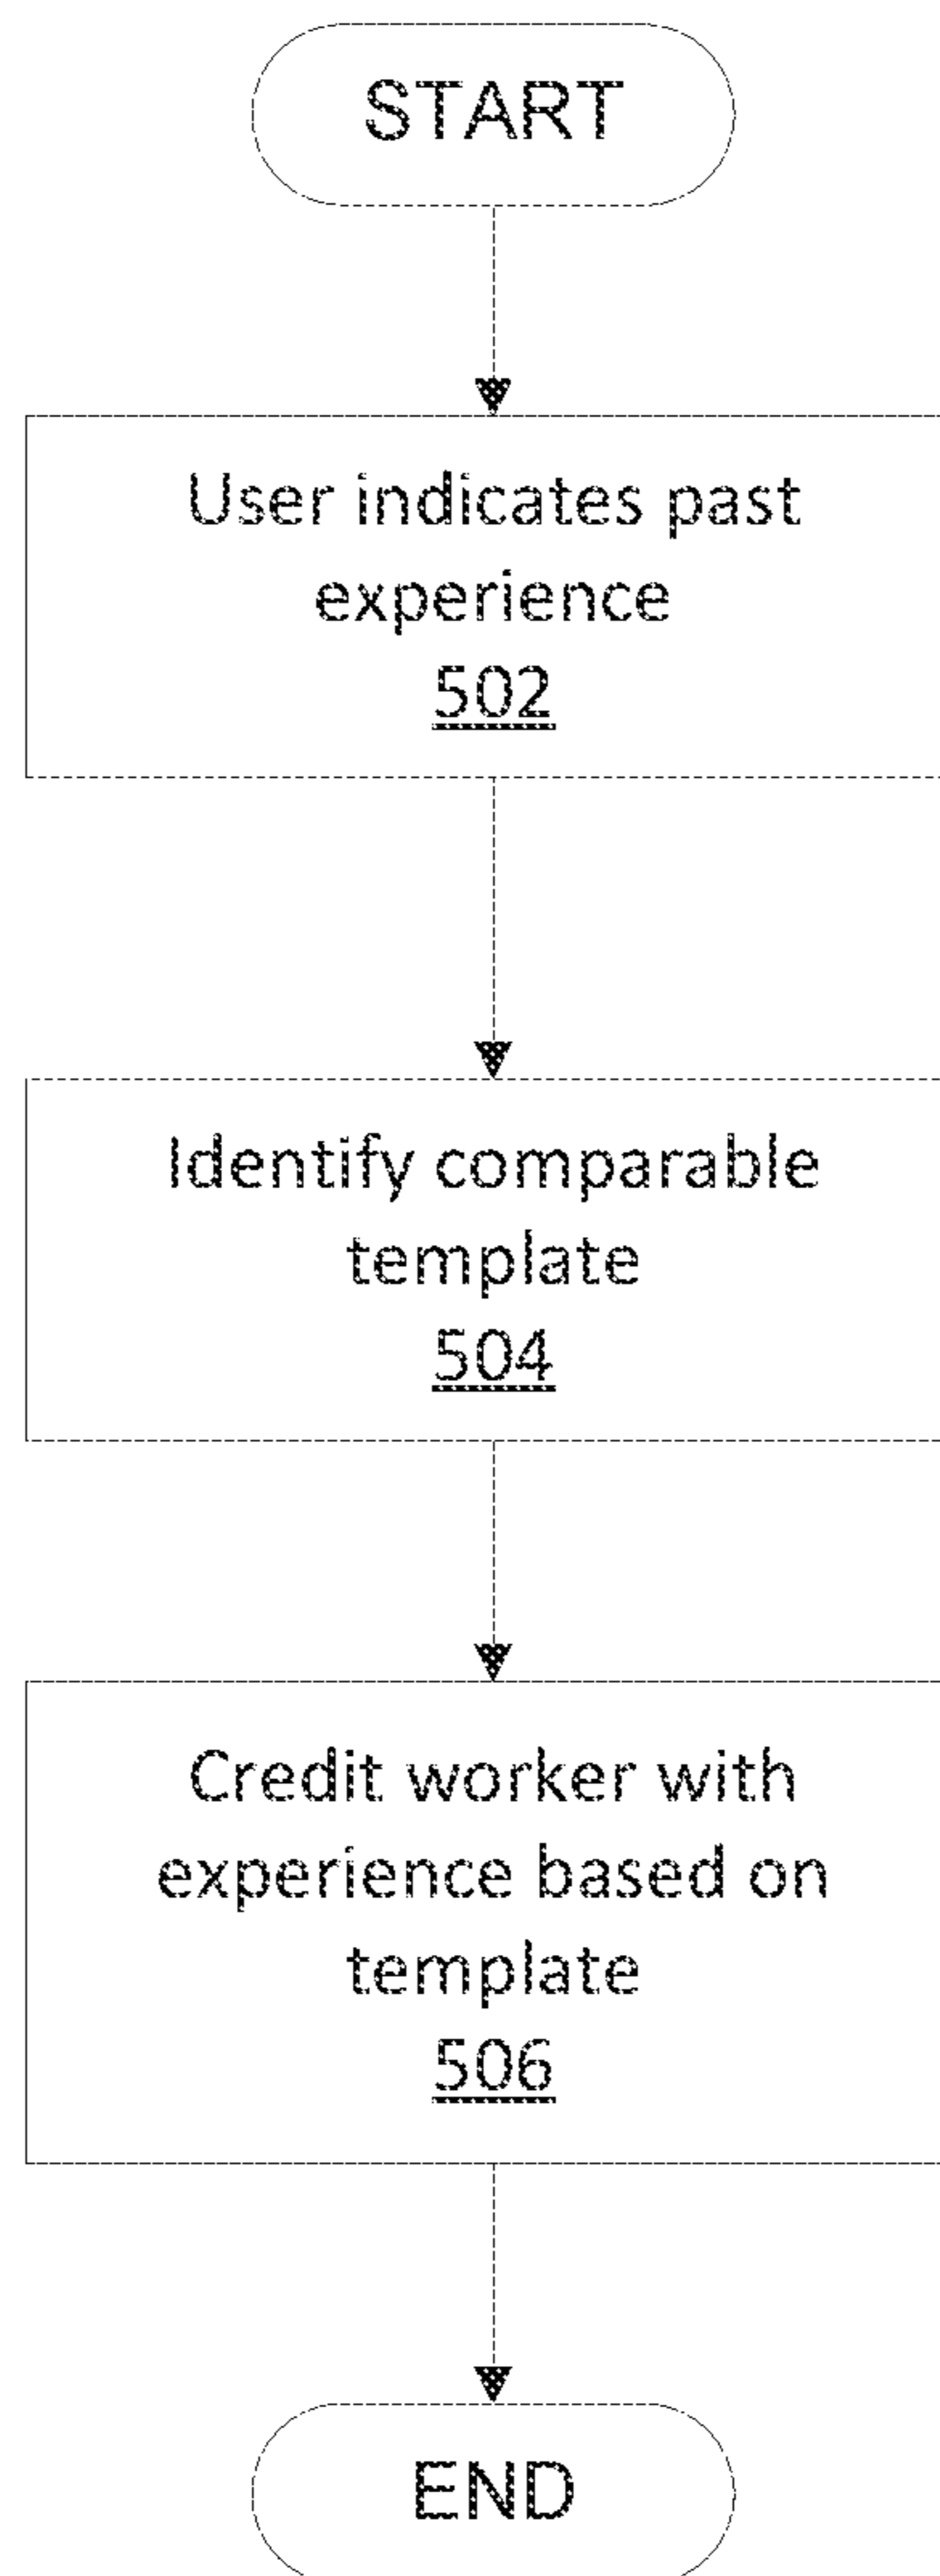 START
User indicates past
experience
502
Identify comparable
template
504
Credit worker with
experience based on
template
506
END